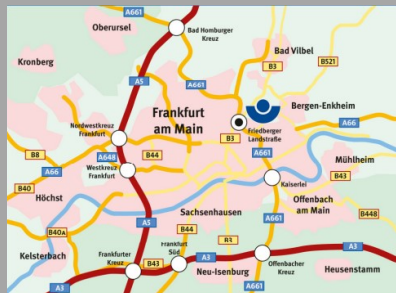 A661
Oberursel
Bad Homburger
Kreuz
Bad Vilbel
Kronberg
B3
B521
A5
A661
Bergen-Enkheim
Frankfurt
am Main
A66
Nordwestkreuz
Frankfurt
Friedberger
Landstraße
B3
B8
A648
B44
A661
Mühlheim
A66
Westkreuz
Frankfurt
B43
B40
Kaiserlei
Höchst
Offenbach
am Main
Sachsenhausen
A5
A661
B448
B44
B40A
Kelsterbach
Frankfurter
Kreuz
Frankfurt
Süd
B3
A3
A3
B43
Offenbacher
Kreuz
Heusenstamm
Neu-Isenburg
A3